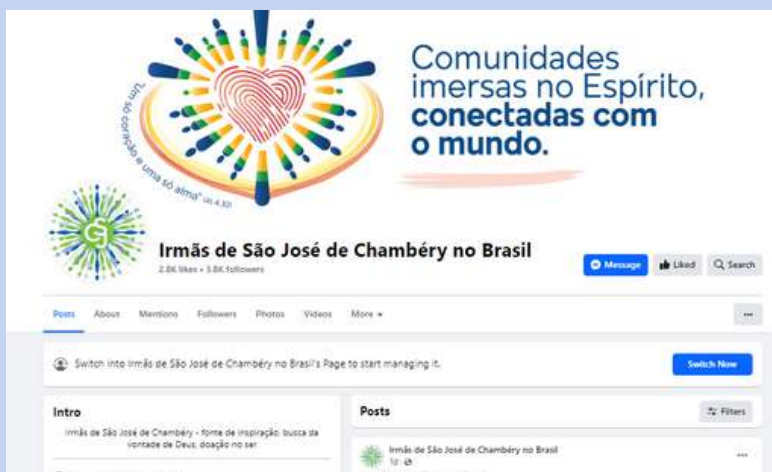 Comunidades
imersas no Espírito,
conectadas com
o mundo.
"Um só coração e uma só alma" (At 4,32)
Irmãs de São José de Chambéry no Brasil
2.8K likes • 3.8K followers
Message Liked Search
Posts About Mentions Followers Photos Videos More
Switch into Irmãs de São José de Chambéry no Brasil's Page to start managing it.
Switch Now
Intro
Irmãs de São José de Chambéry - fonte de inspiração: busca da
vontade de Deus; doação no ser
Posts
Filters
Irmãs de São José de Chambéry no Brasil